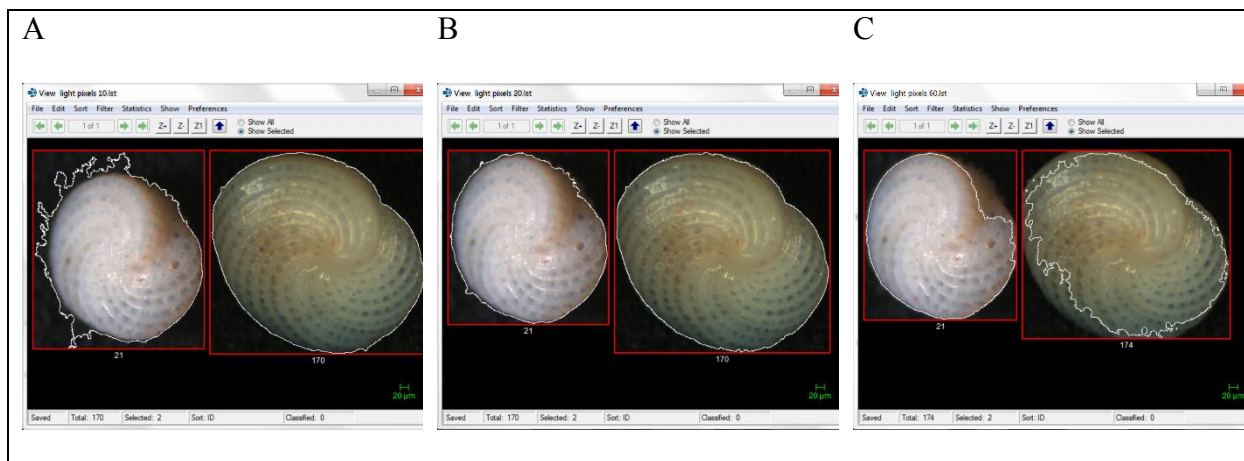 A
B
C
View light pixels 10.lst
File Edit Sort Filter Statistics Show Preferences
1 of 1 Z+ Z- Z1 Show All
Show Selected
21
170
20 µm
Saved Total: 170 Selected: 2 Sort: ID Classified: 0
View light pixels 20.lst
File Edit Sort Filter Statistics Show Preferences
1 of 1 Z+ Z- Z1 Show All
Show Selected
21
170
20 µm
Saved Total: 170 Selected: 2 Sort: ID Classified: 0
View light pixels 60.lst
File Edit Sort Filter Statistics Show Preferences
1 of 1 Z+ Z- Z1 Show All
Show Selected
21
174
20 µm
Saved Total: 174 Selected: 2 Sort: ID Classified: 0